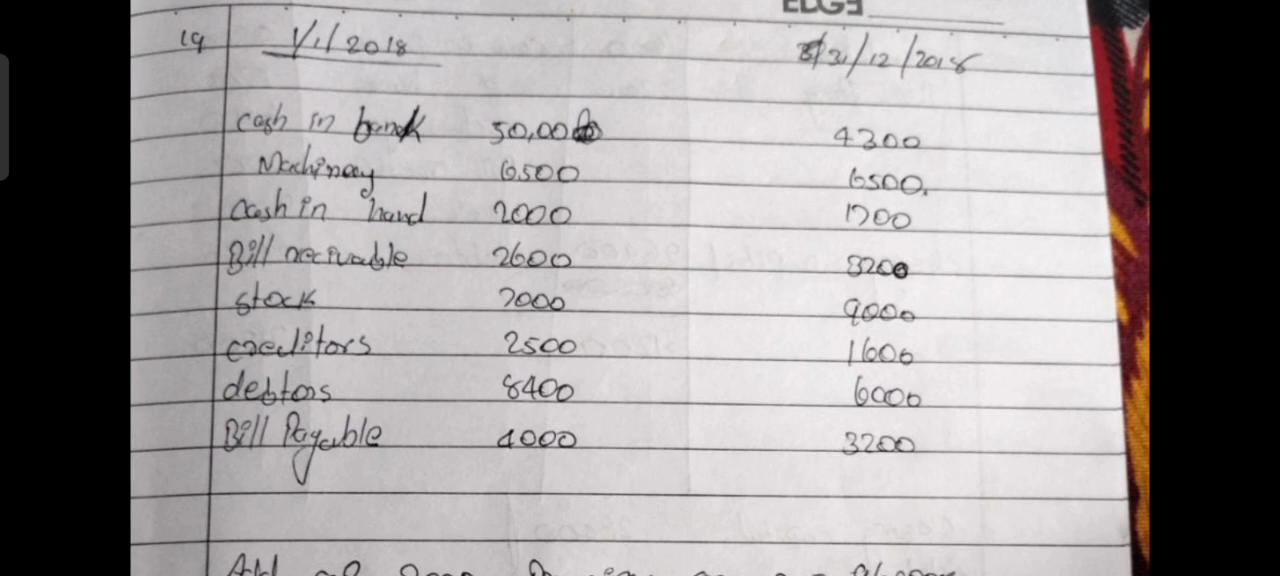 EDGE
19 1/1/2018 31/12/2018
cash in bank 50,000 4300
Machinery 6500 6500.
cash in hand 2000 1700
Bill receivable 2600 3200
stock 7000 9000
creditors 2500 1600
debtors 8400 6000
Bill Payable 4000 3200